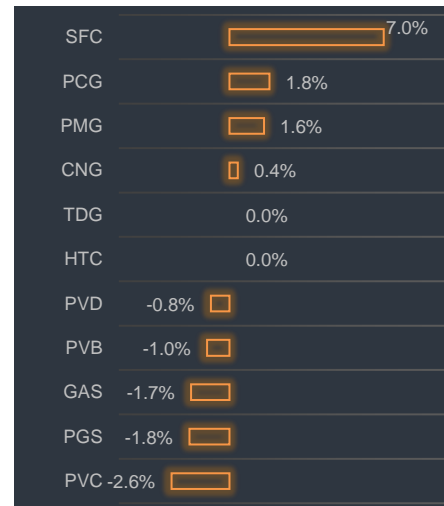 SFC 7.0%
PCG 1.8%
PMG 1.6%
CNG 0.4%
TDG 0.0%
HTC 0.0%
PVD -0.8%
PVB -1.0%
GAS -1.7%
PGS -1.8%
PVC -2.6%